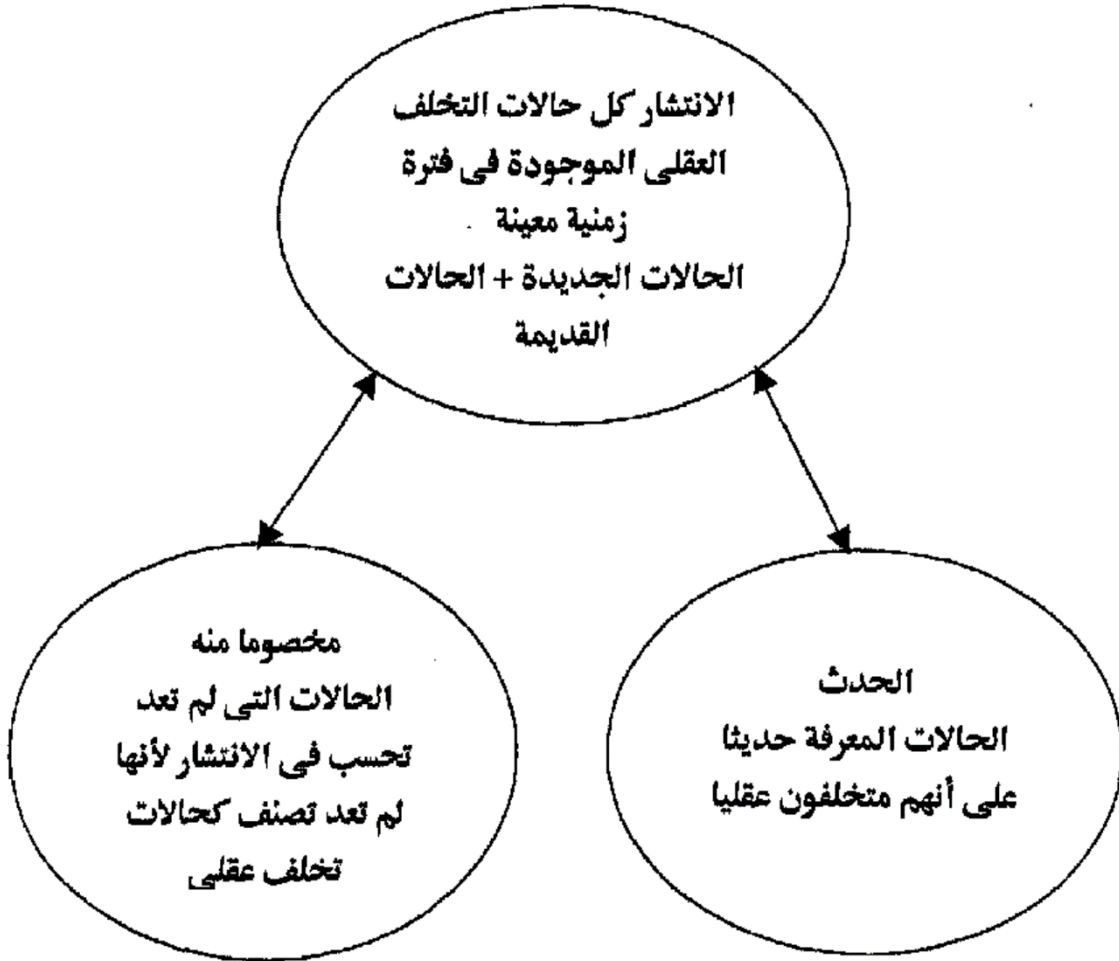 الانتشار كل حالات التخلف
العقلى الموجودة فى فترة
زمنية معينة
الحالات الجديدة + الحالات
القديمة
مخصوما منه
الحالات التى لم تعد
تحسب فى الانتشار لأنها
لم تعد تصنف كحالات
تخلف عقلى
الحدث
الحالات المعرفة حديثا
على أنهم متخلفون عقليا